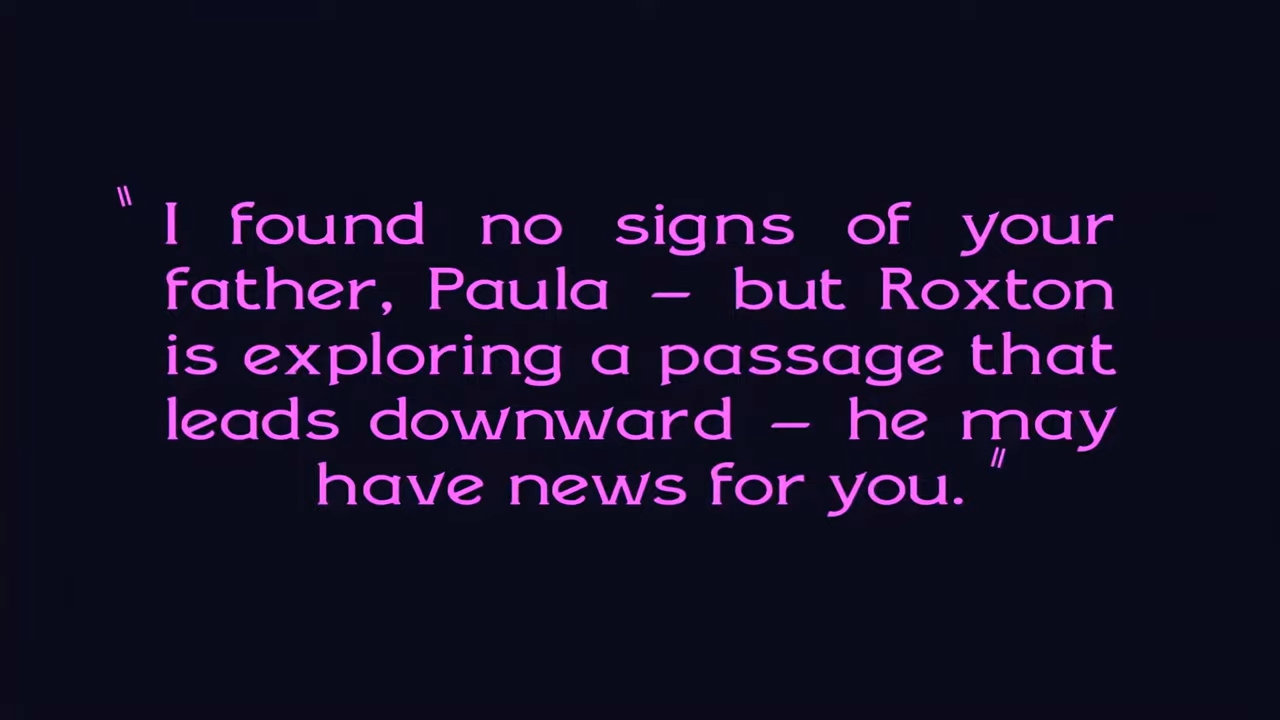 "I found no signs of your
father, Paula — but Roxton
is exploring a passage that
leads downward — he may
have news for you."